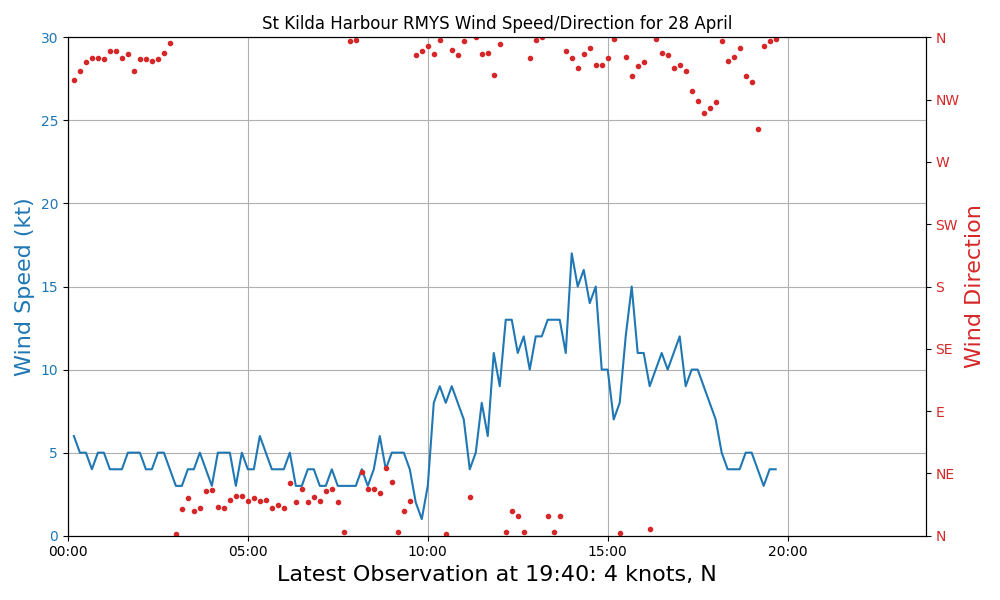 St Kilda Harbour RMYS Wind Speed/Direction for 28 April
30
25
20
15
10
5
0
Wind Speed (kt)
N
NW
W
SW
S
SE
E
NE
N
Wind Direction
00:00
05:00
10:00
15:00
20:00
Latest Observation at 19:40: 4 knots, N